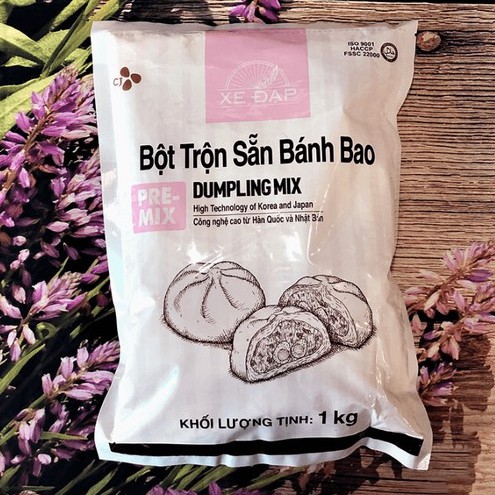 ISO 9001
HACCP
FSSC 22000
CJ
XE ĐẠP
Bột Trộn Sẵn Bánh Bao
PRE-
MIX
DUMPLING MIX
High Technology of Korea and Japan
Công nghệ cao từ Hàn Quốc và Nhật Bản
KHỐI LƯỢNG TỊNH: 1 kg